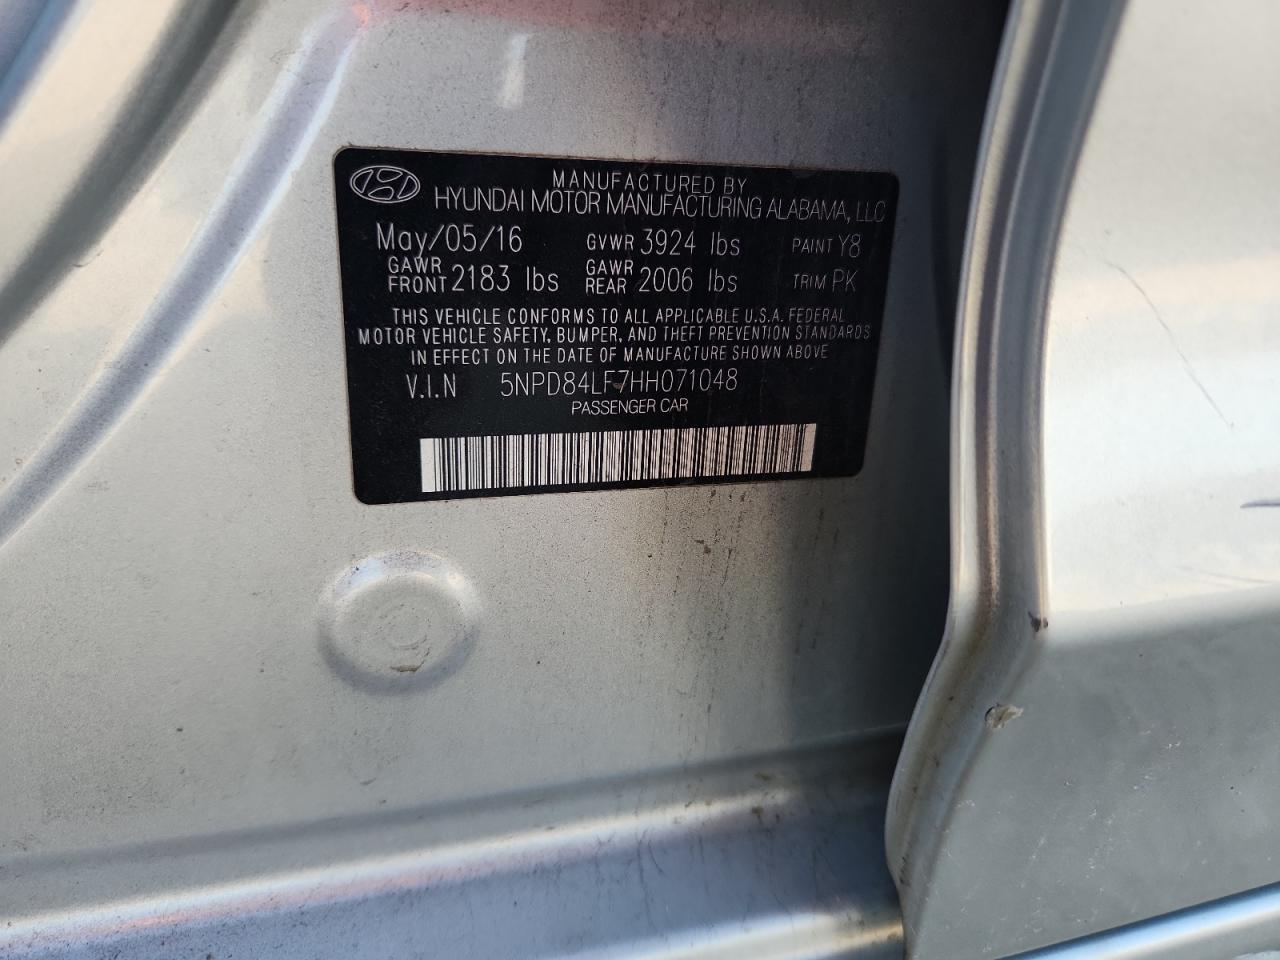 MANUFACTURED BY
HYUNDAI MOTOR MANUFACTURING ALABAMA, LLC
May/05/16 GVWR 3924 lbs PAINT Y8
GAWR FRONT 2183 lbs GAWR REAR 2006 lbs TRIM PK
THIS VEHICLE CONFORMS TO ALL APPLICABLE U.S.A. FEDERAL
MOTOR VEHICLE SAFETY, BUMPER, AND THEFT PREVENTION STANDARDS
IN EFFECT ON THE DATE OF MANUFACTURE SHOWN ABOVE
V.I.N 5NPD84LF7HH071048
PASSENGER CAR